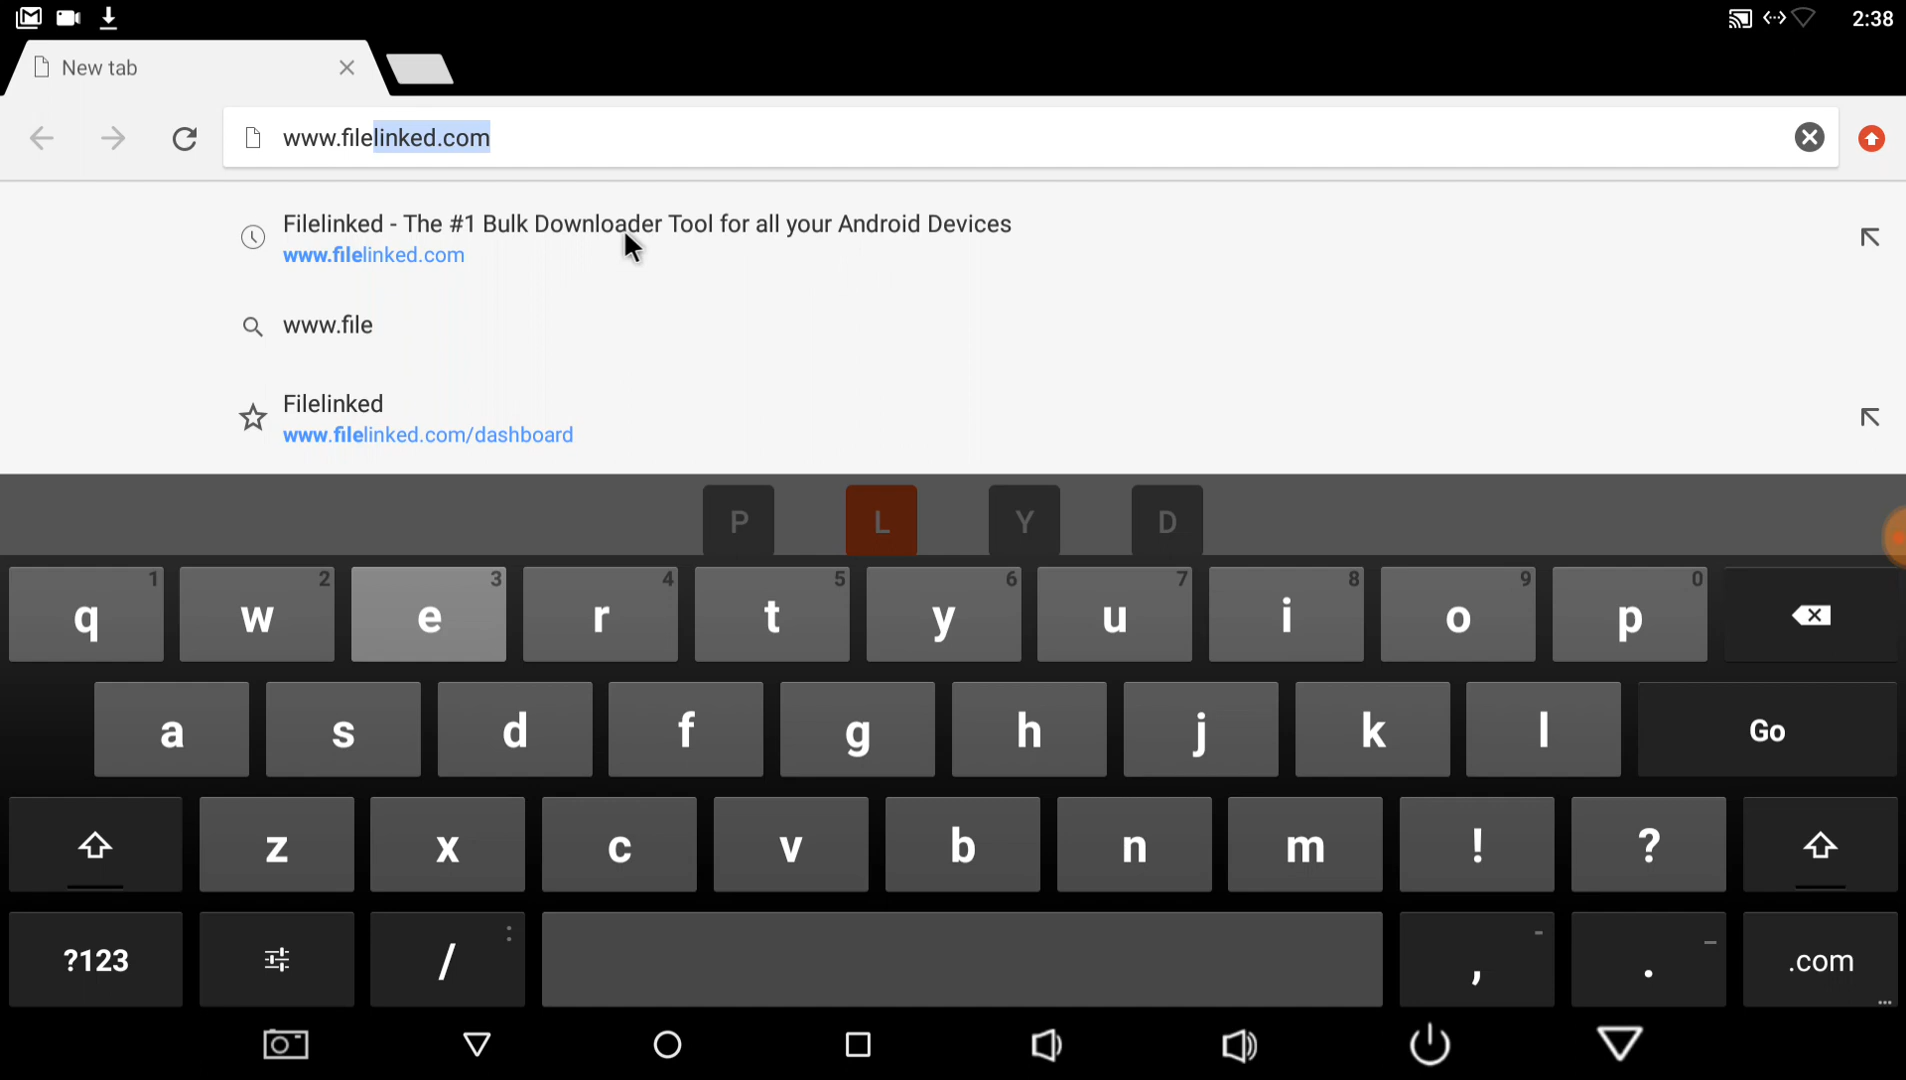 2:38
New tab
www.filelinked.com
Filelinked - The #1 Bulk Downloader Tool for all your Android Devices
www.filelinked.com
www.file
Filelinked
www.filelinked.com/dashboard
P L Y D
1 2 3 4 5 6 7 8 9 0
q w e r t y u i o p
a s d f g h j k l Go
z x c v b n m ! ?
: - _
?123 / , . .com
...